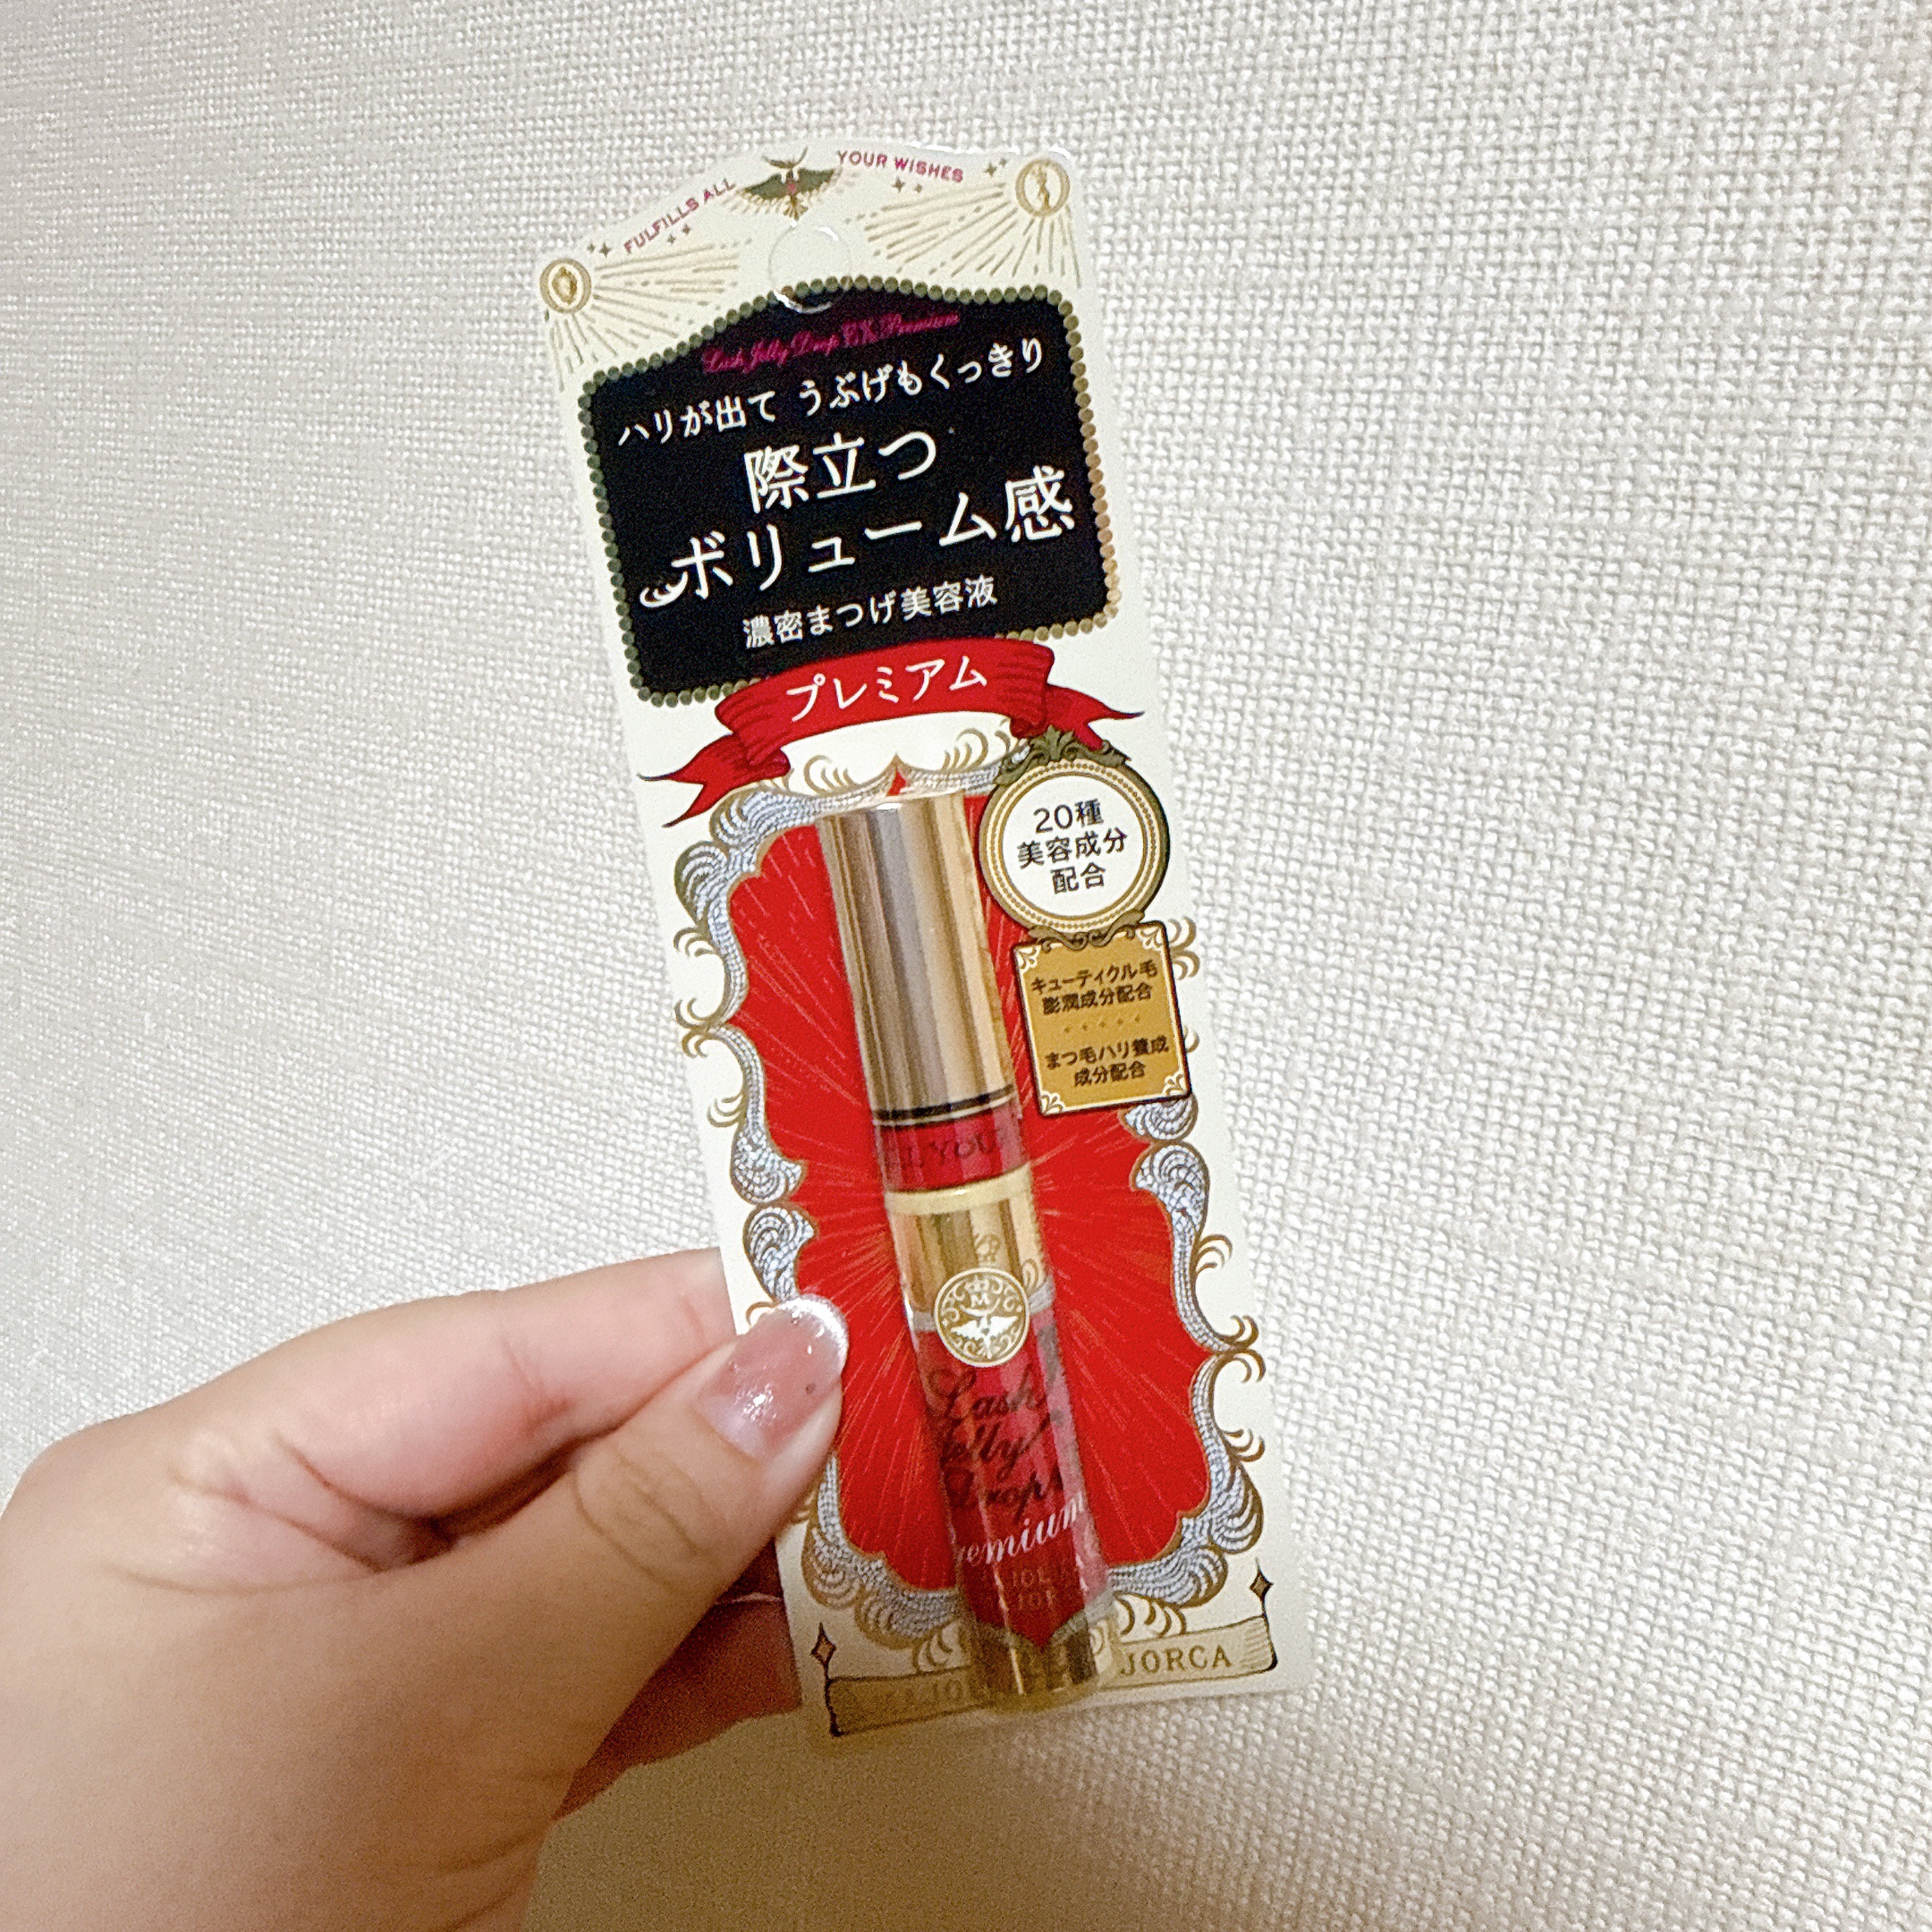 FULFILLS ALL YOUR WISHES
Lash Jelly Drop EX Premium
ハリが出て うぶげもくっきり
際立つ
ボリューム感
濃密まつげ美容液
プレミアム
20種
美容成分
配合
キューティクル毛
膨潤成分配合
まつ毛ハリ養成
成分配合
YOU
M
Lash
Jelly
Drop
JORCA